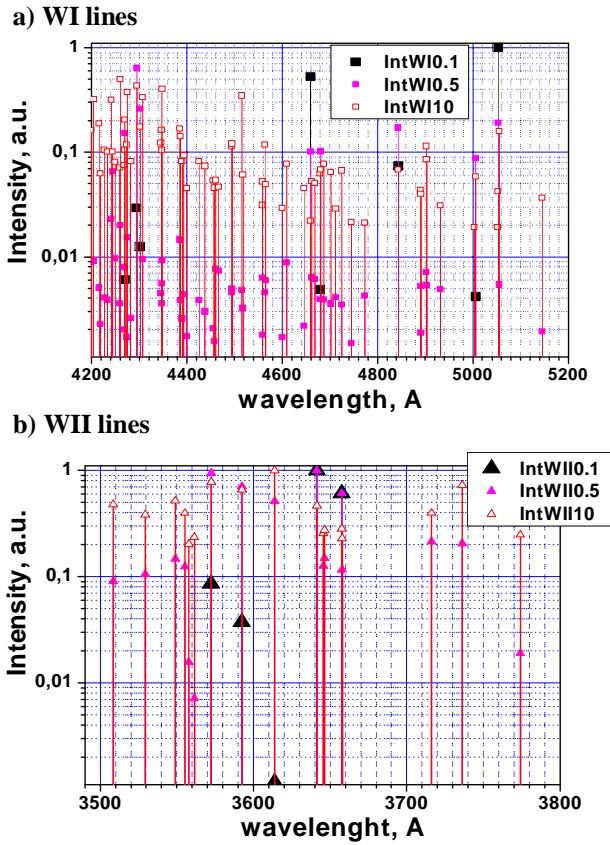 a) WI lines
IntWI0.1
IntWI0.5
IntWI10
Intensity, a.u.
1
0,1
0,01
4200 4400 4600 4800 5000 5200
wavelength, A
b) WII lines
IntWII0.1
IntWII0.5
IntWII10
Intensity, a.u.
1
0,1
0,01
3500 3600 3700 3800
wavelenght, A